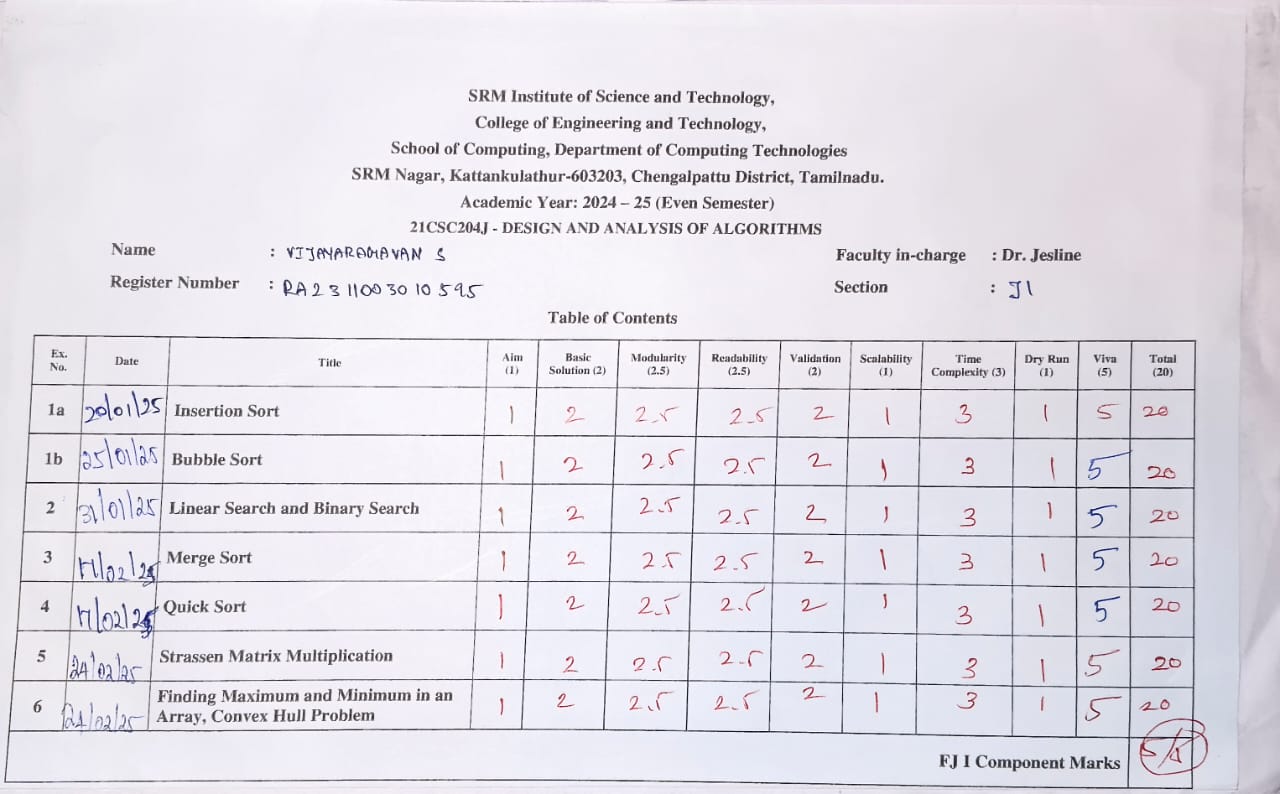 SRM Institute of Science and Technology,
College of Engineering and Technology,
School of Computing, Department of Computing Technologies
SRM Nagar, Kattankulathur-603203, Chengalpattu District, Tamilnadu.
Academic Year: 2024 – 25 (Even Semester)
21CSC204J - DESIGN AND ANALYSIS OF ALGORITHMS
Name : VIJAYARAGAVAN S Faculty in-charge : Dr. Jesline
Register Number : RA2311003010595 Section : J1
Table of Contents
Ex. No. Date Title Aim (1) Basic Solution (2) Modularity (2.5) Readability (2.5) Validation (2) Scalability (1) Time Complexity (3) Dry Run (1) Viva (5) Total (20)
1a 20/01/25 Insertion Sort 1 2 2.5 2.5 2 1 3 1 5 20
1b 25/01/25 Bubble Sort 1 2 2.5 2.5 2 1 3 1 5 20
2 31/01/25 Linear Search and Binary Search 1 2 2.5 2.5 2 1 3 1 5 20
3 17/02/25 Merge Sort 1 2 2.5 2.5 2 1 3 1 5 20
4 17/02/25 Quick Sort 1 2 2.5 2.5 2 1 3 1 5 20
5 24/02/25 Strassen Matrix Multiplication 1 2 2.5 2.5 2 1 3 1 5 20
6 24/02/25 Finding Maximum and Minimum in an Array, Convex Hull Problem 1 2 2.5 2.5 2 1 3 1 5 20
FJ I Component Marks 5/5